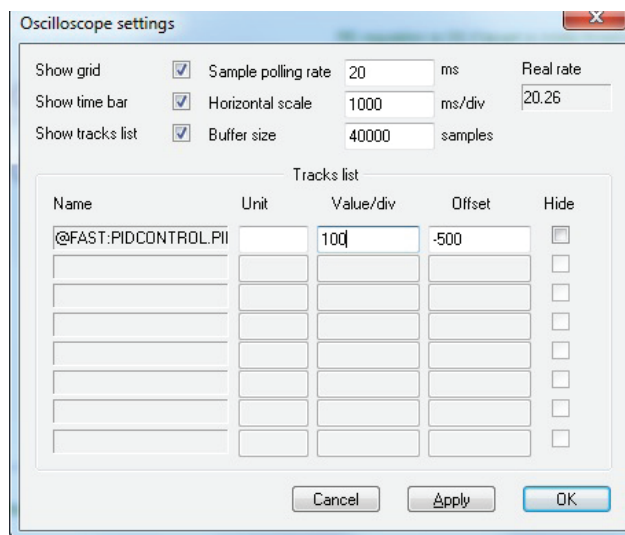 Oscilloscope settings
Show grid Sample polling rate 20 ms Real rate
Show time bar Horizontal scale 1000 ms/div 20.26
Show tracks list Buffer size 40000 samples
Tracks list
Name Unit Value/div Offset Hide
@FAST:PIDCONTROL.PII 100 -500
Cancel Apply OK